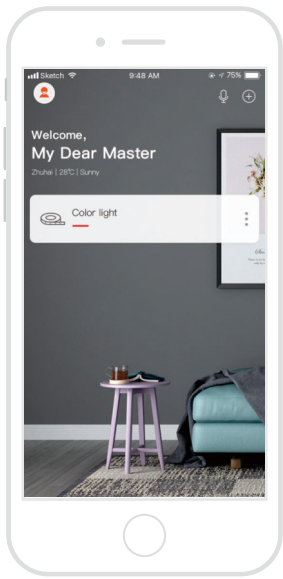 Sketch
9:48 AM
75%
Welcome,
My Dear Master
Zhuhai | 28℃ | Sunny
Color light